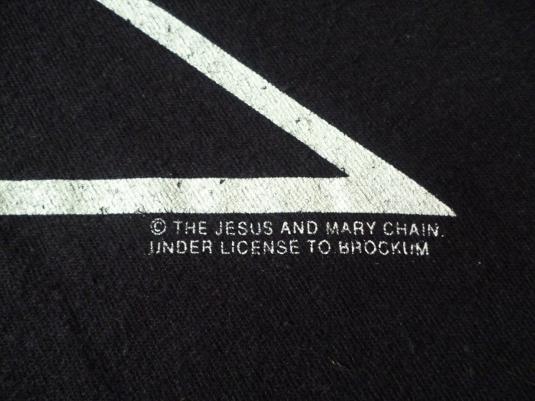 © THE JESUS AND MARY CHAIN.
UNDER LICENSE TO BROCKUM